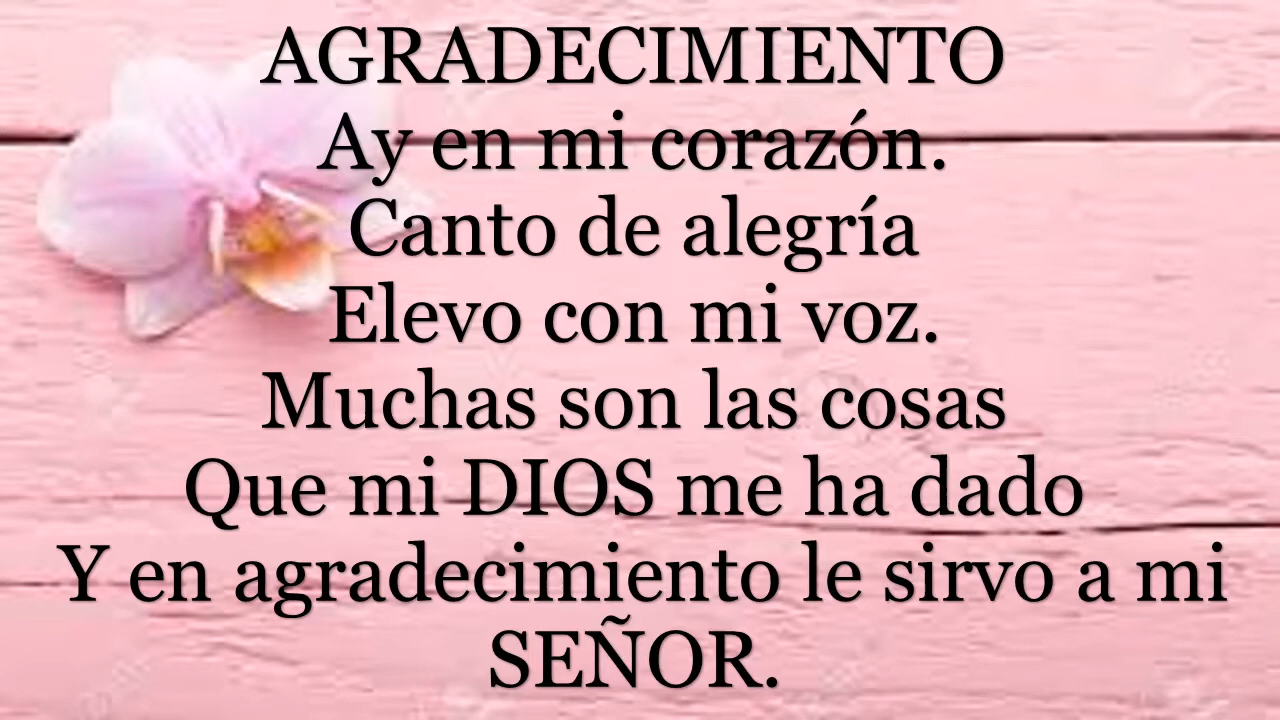 AGRADECIMIENTO
Ay en mi corazón.
Canto de alegría
Elevo con mi voz.
Muchas son las cosas
Que mi DIOS me ha dado
Y en agradecimiento le sirvo a mi
SEÑOR.